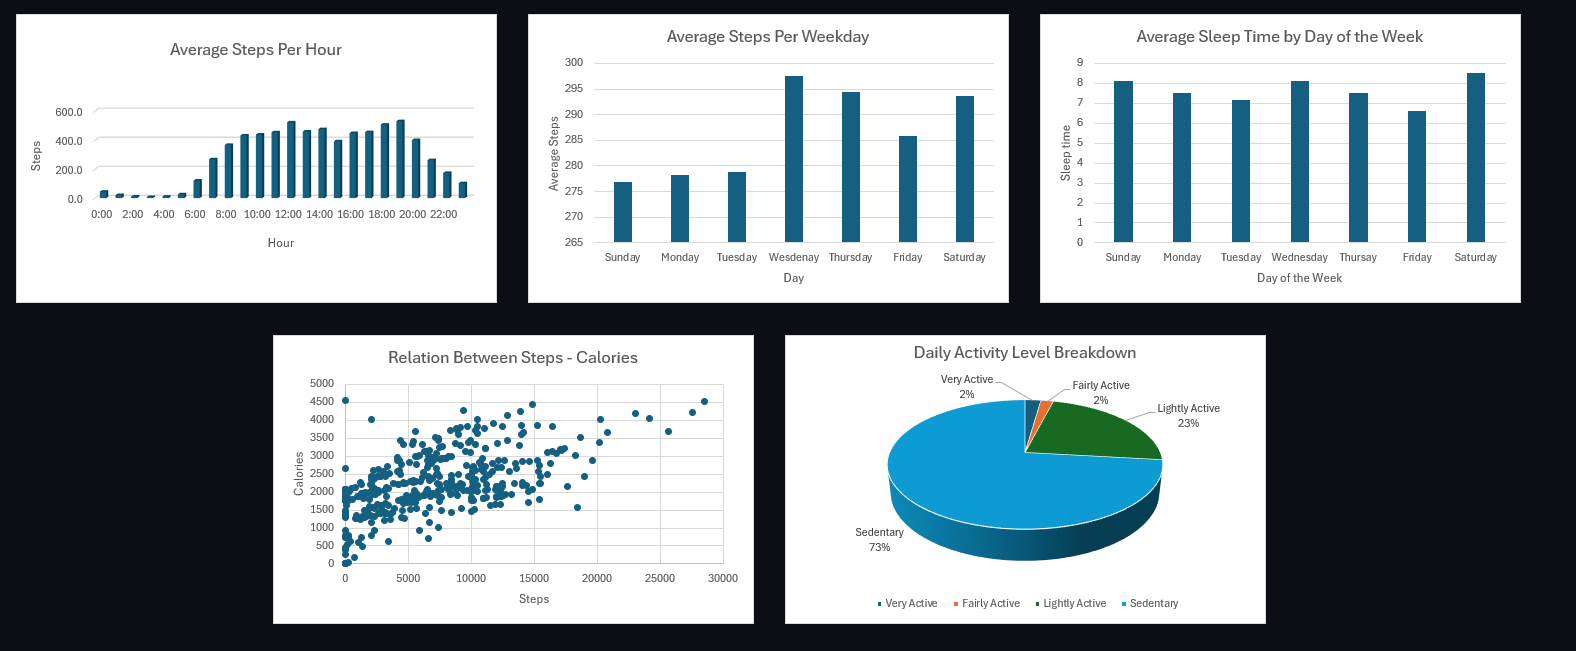 Average Steps Per Hour
600.0
400.0
200.0
0.0
Steps
0:00 2:00 4:00 6:00 8:00 10:00 12:00 14:00 16:00 18:00 20:00 22:00
Hour
Average Steps Per Weekday
300
295
290
285
280
275
270
265
Average Steps
Sunday Monday Tuesday Wesdenay Thursday Friday Saturday
Day
Average Sleep Time by Day of the Week
9
8
7
6
5
4
3
2
1
0
Sleep time
Sunday Monday Tuesday Wednesday Thursay Friday Saturday
Day of the Week
Relation Between Steps - Calories
5000
4500
4000
3500
3000
2500
2000
1500
1000
500
0
Calories
0 5000 10000 15000 20000 25000 30000
Steps
Daily Activity Level Breakdown
Very Active
2%
Fairly Active
2%
Lightly Active
23%
Sedentary
73%
Very Active Fairly Active Lightly Active Sedentary